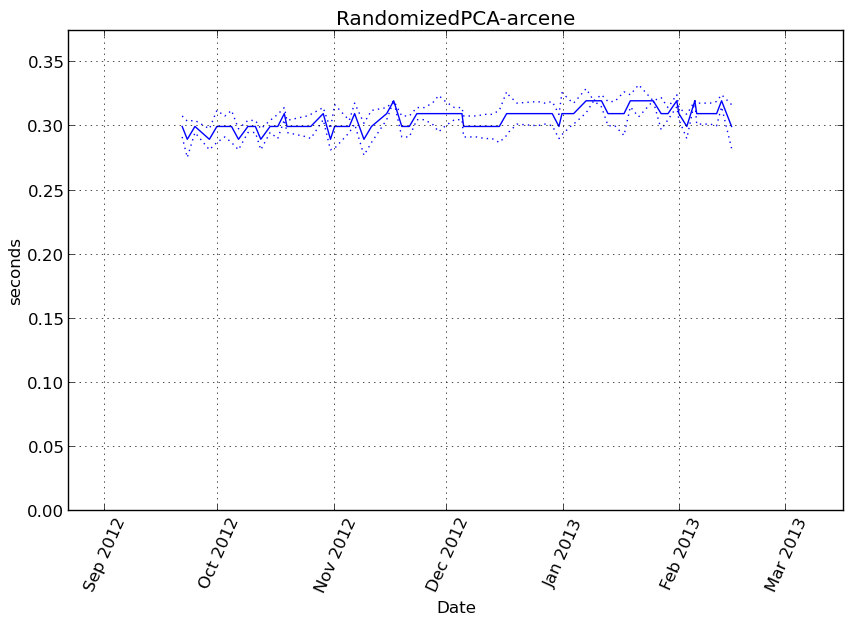 RandomizedPCA-arcene
0.35
0.30
0.25
0.20
0.15
0.10
0.05
0.00
seconds
Sep 2012
Oct 2012
Nov 2012
Dec 2012
Jan 2013
Feb 2013
Mar 2013
Date